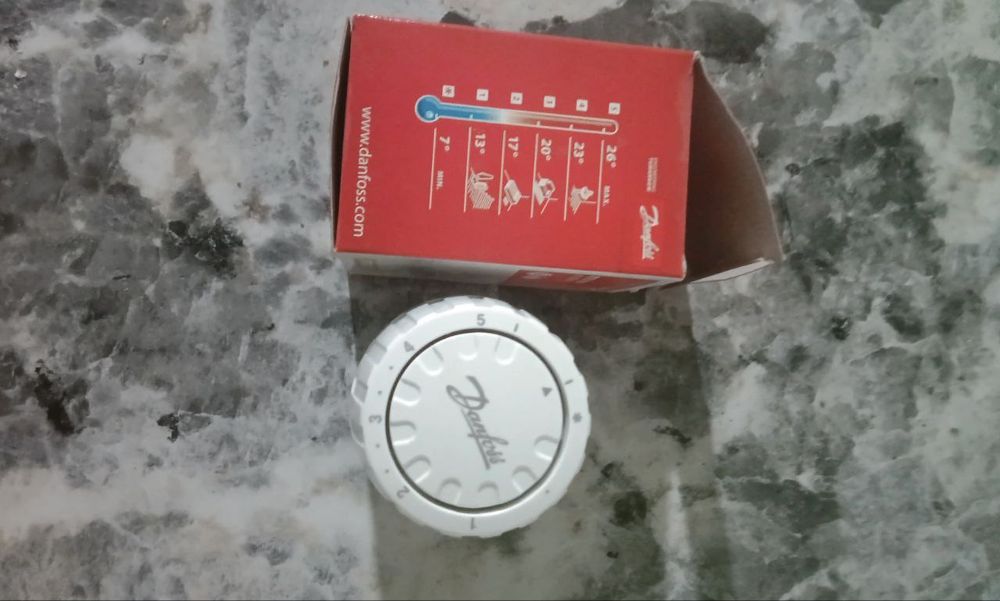 www.danfoss.com
* 1 2 3 4 5
7° 13° 17° 20° 23° 26°
MIN. MAX.
Danfoss
5
4
3
2
1
*
Danfoss